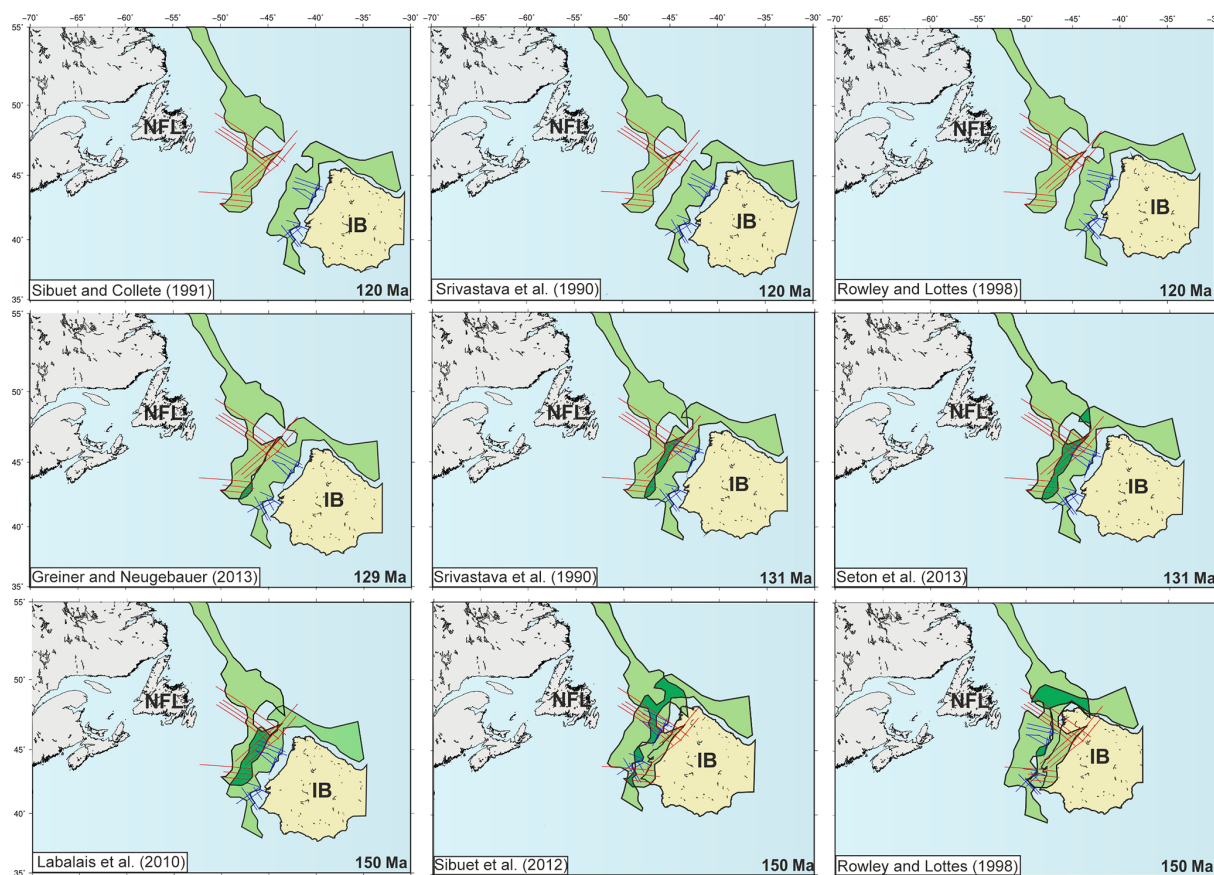 −70 −65 −60 −55 −50 −45 −40 −35 −30
−70 −65 −60 −55 −50 −45 −40 −35 −30
−70 −65 −60 −55 −50 −45 −40 −35
55˚
50˚
45˚
40˚
35˚
NFL
IB
Sibuet and Collete (1991)
120 Ma
NFL
IB
Srivastava et al. (1990)
120 Ma
NFL
IB
Rowley and Lottes (1998)
120 Ma
55˚
50˚
45˚
40˚
35˚
NFL
IB
Greiner and Neugebauer (2013)
129 Ma
NFL
IB
Srivastava et al. (1990)
131 Ma
NFL
IB
Seton et al. (2013)
131 Ma
55˚
50˚
45˚
40˚
35˚
NFL
IB
Labalais et al. (2010)
150 Ma
NFL
IB
Sibuet et al. (2012)
150 Ma
NFL
IB
Rowley and Lottes (1998)
150 Ma